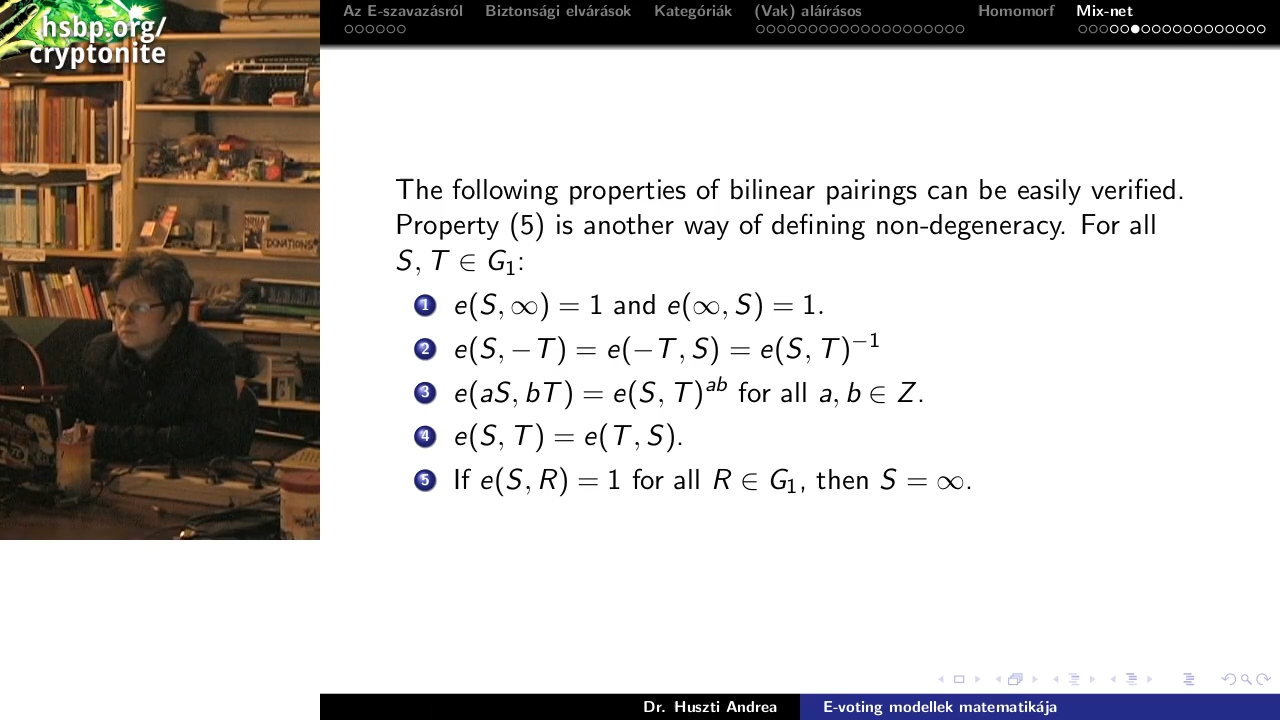 hsbp.org/
cryptonite
NINJA
DONATIONS
Az E-szavazásról Biztonsági elvárások Kategóriák (Vak) aláírásos Homomorf Mix-net
The following properties of bilinear pairings can be easily verified.
Property (5) is another way of defining non-degeneracy. For all
S, T ∈ G₁:
1 e(S, ∞) = 1 and e(∞, S) = 1.
2 e(S, −T) = e(−T, S) = e(S, T)⁻¹
3 e(aS, bT) = e(S, T)ᵃᵇ for all a, b ∈ Z.
4 e(S, T) = e(T, S).
5 If e(S, R) = 1 for all R ∈ G₁, then S = ∞.
Dr. Huszti Andrea E-voting modellek matematikája